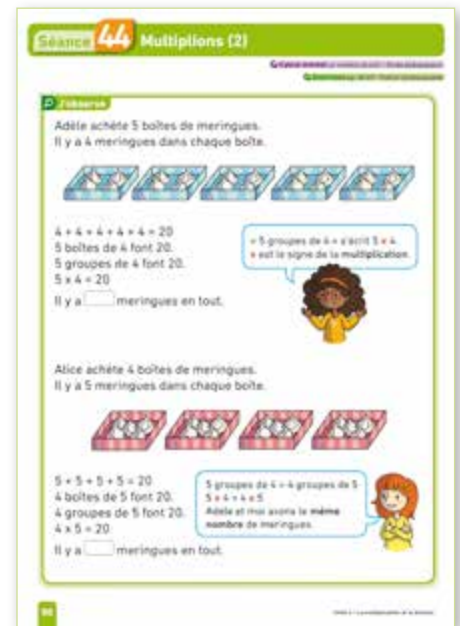 Séance 44 Multiplions (2)
J'observe
Adèle achète 5 boîtes de meringues.
Il y a 4 meringues dans chaque boîte.
4 + 4 + 4 + 4 + 4 = 20
5 boîtes de 4 font 20.
5 groupes de 4 font 20.
5 x 4 = 20
Il y a meringues en tout.
« 5 groupes de 4 » s'écrit 5 x 4.
x est le signe de la multiplication.
Alice achète 4 boîtes de meringues.
Il y a 5 meringues dans chaque boîte.
5 + 5 + 5 + 5 = 20
4 boîtes de 5 font 20.
4 groupes de 5 font 20.
4 x 5 = 20
Il y a meringues en tout.
5 groupes de 4 = 4 groupes de 5
5 x 4 = 4 x 5
Adèle et moi avons le même
nombre de meringues.